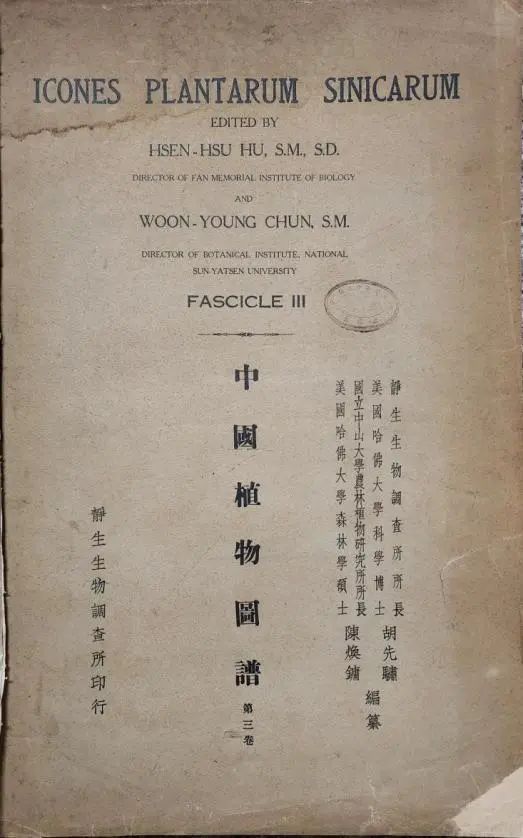 ICONES PLANTARUM SINICARUM
EDITED BY
HSEN-HSU HU, S.M., S.D.
DIRECTOR OF FAN MEMORIAL INSTITUTE OF BIOLOGY
AND
WOON-YOUNG CHUN, S.M.
DIRECTOR OF BOTANICAL INSTITUTE, NATIONAL
SUN YATSEN UNIVERSITY
FASCICLE III
靜生生物調查所所長
美國哈佛大學科學博士
胡先驌
國立中山大學農林植物研究所所長
美國哈佛大學森林學碩士
陳煥鏞
編纂
中國植物圖譜
第三卷
靜生生物調查所印行